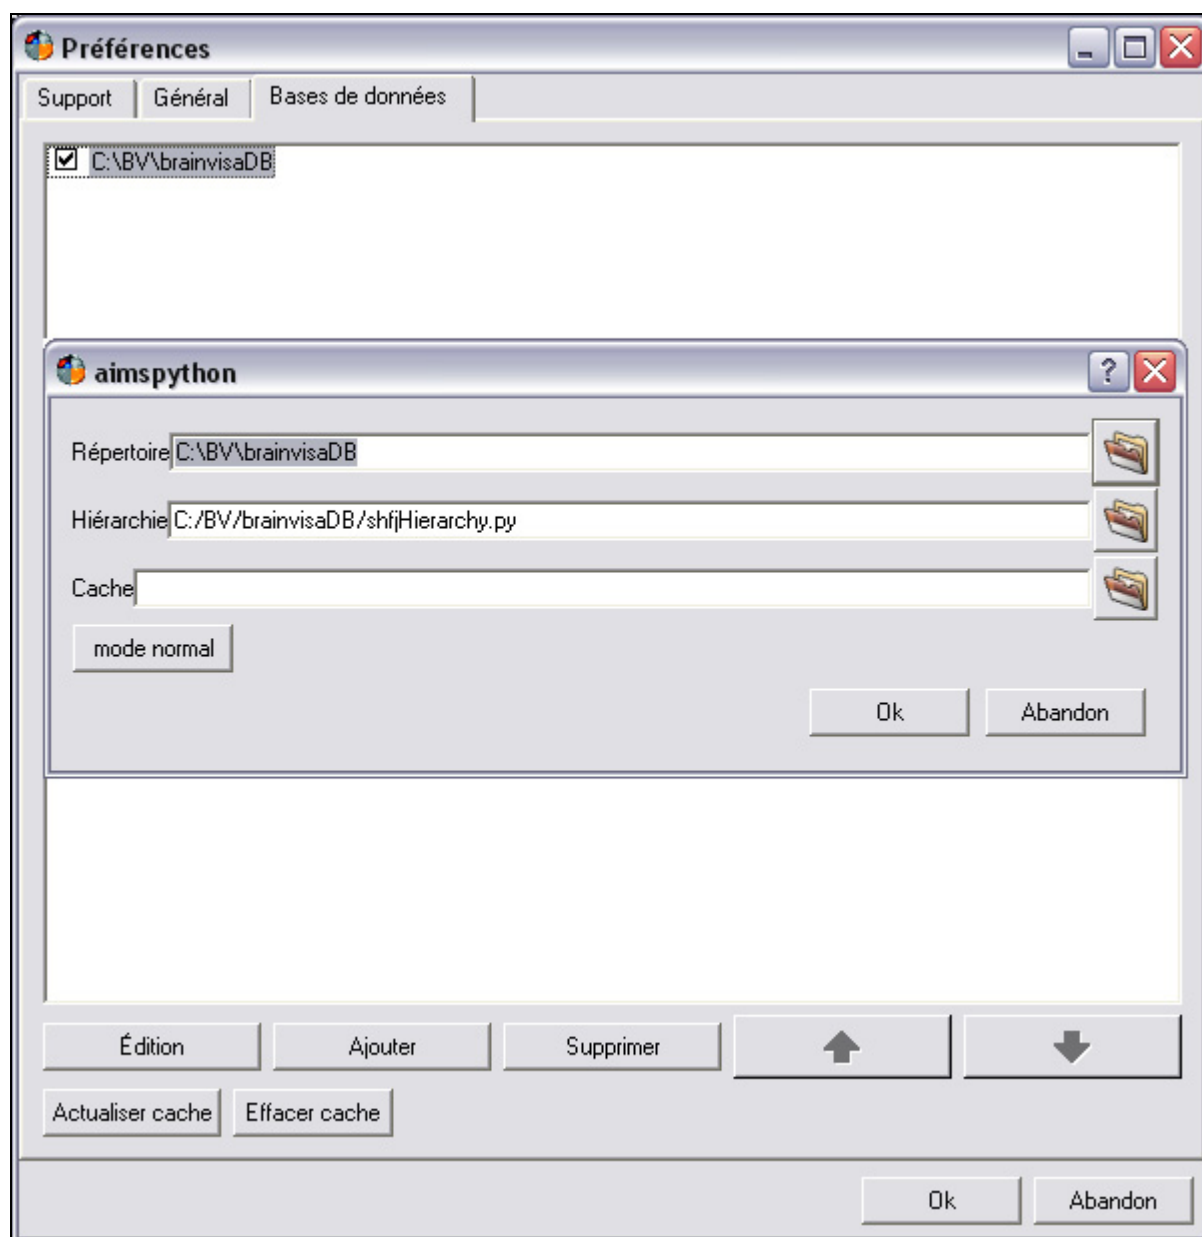 Préférences
Support Général Bases de données
C:\BV\brainvisaDB
aimspython
?
Répertoire C:\BV\brainvisaDB
Hiérarchie C:/BV/brainvisaDB/shfjHierarchy.py
Cache
mode normal
Ok Abandon
Édition Ajouter Supprimer
Actualiser cache Effacer cache
Ok Abandon